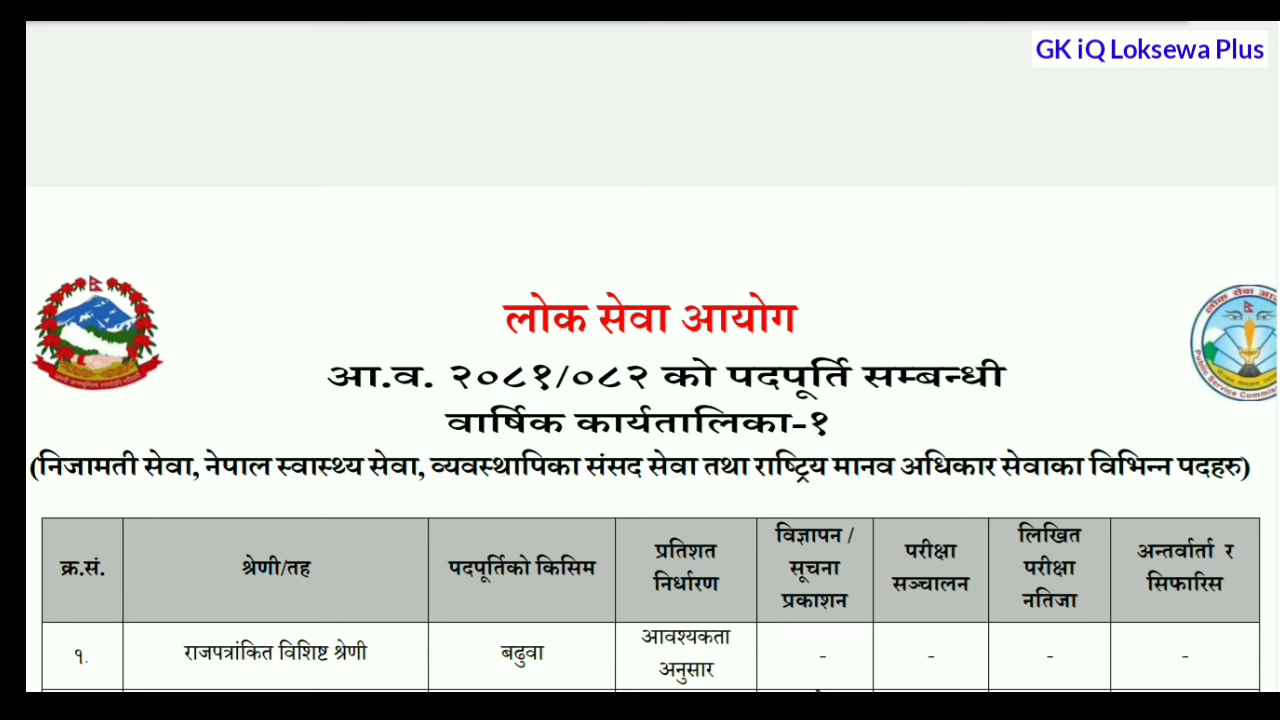 GK iQ Loksewa Plus
लोक सेवा आयोग
आ.व. २०८१/०८२ को पदपूर्ति सम्बन्धी
वार्षिक कार्यतालिका-१
(निजामती सेवा, नेपाल स्वास्थ्य सेवा, व्यवस्थापिका संसद सेवा तथा राष्ट्रिय मानव अधिकार सेवाका विभिन्न पदहरु)
क्र.सं. श्रेणी/तह पदपूर्तिको किसिम प्रतिशत निर्धारण विज्ञापन / सूचना प्रकाशन परीक्षा सञ्चालन लिखित परीक्षा नतिजा अन्तर्वार्ता र सिफारिस
१. राजपत्रांकित विशिष्ट श्रेणी बढुवा आवश्यकता अनुसार - - - -